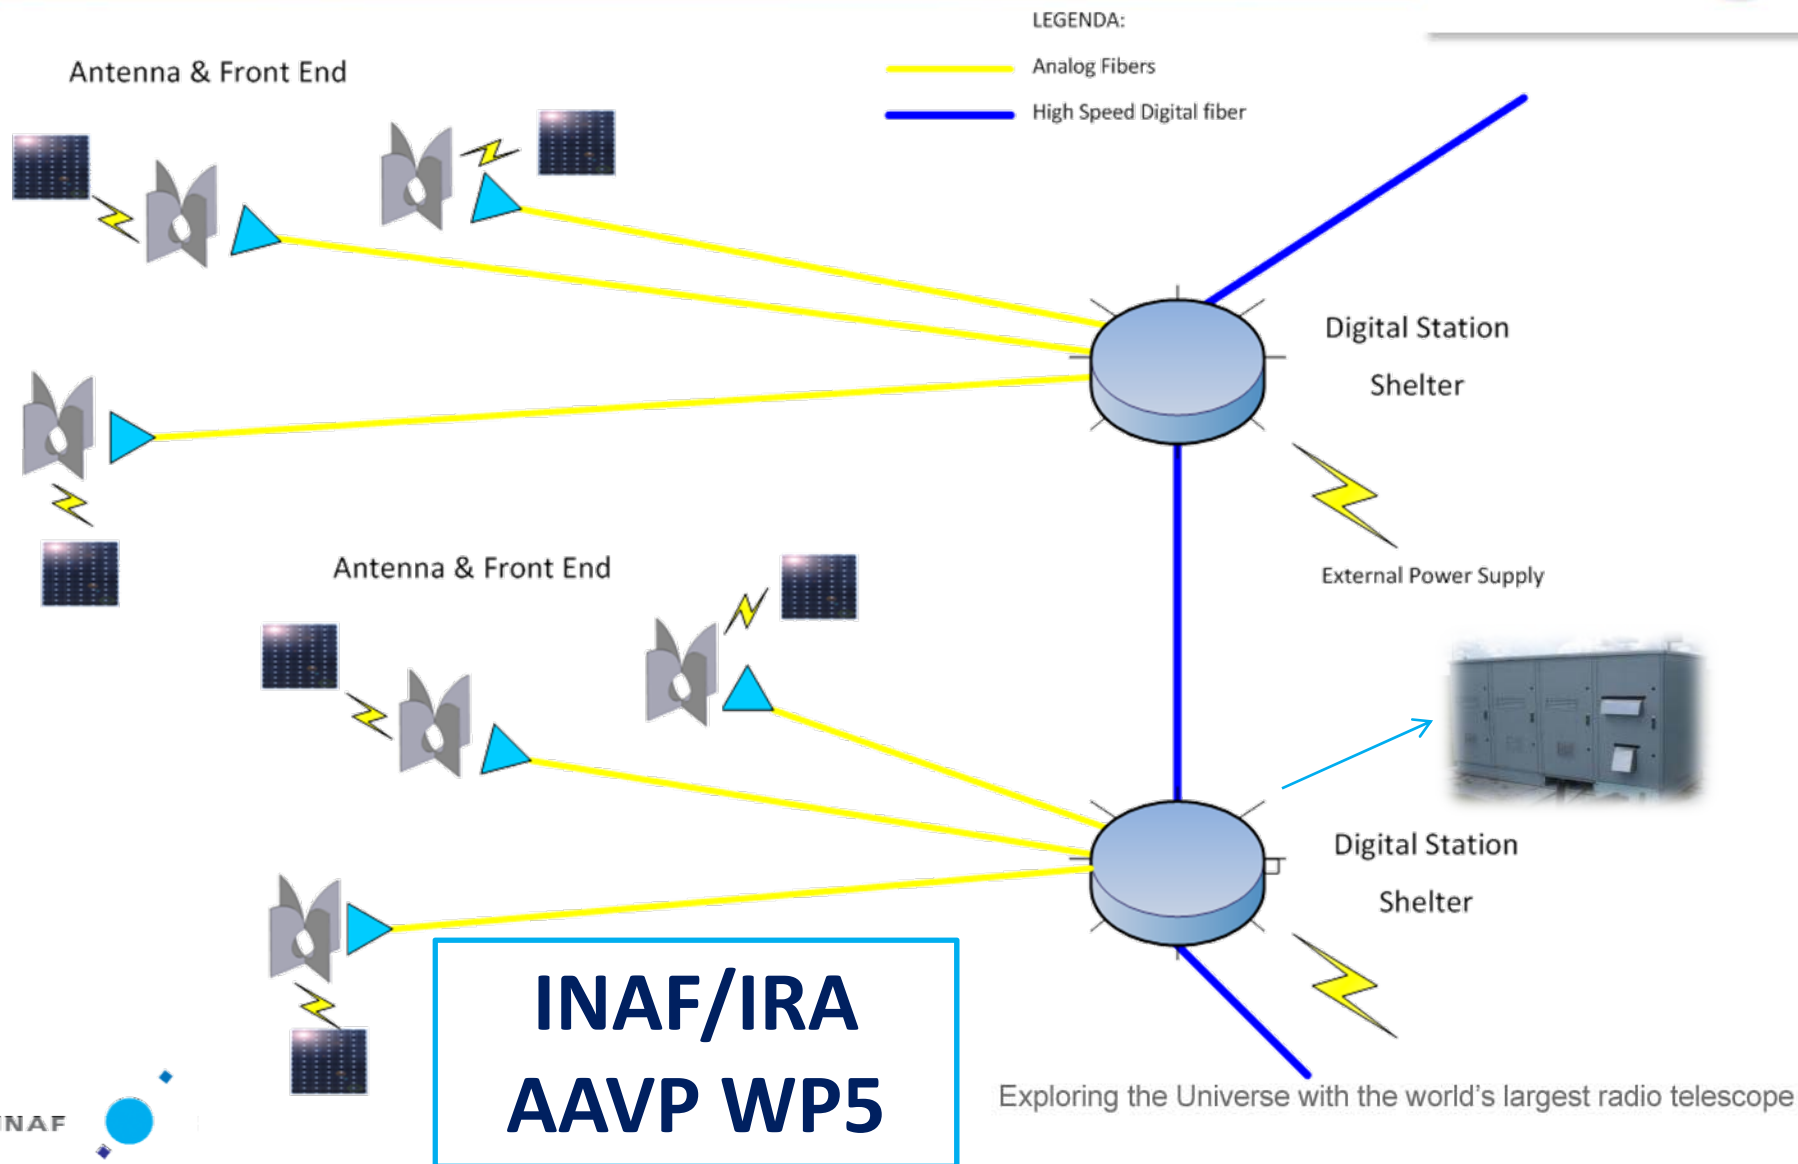 LEGENDA:
Antenna & Front End
Analog Fibers
High Speed Digital fiber
Digital Station
Shelter
Antenna & Front End
External Power Supply
Digital Station
Shelter
INAF/IRA
AAVP WP5
Exploring the Universe with the world’s largest radio telescope
INAF